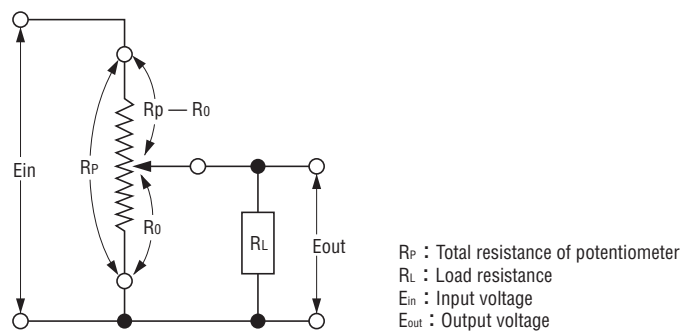 Rp — R0
Ein
RP
R0
RL
Eout
RP : Total resistance of potentiometer
RL : Load resistance
Ein : Input voltage
Eout : Output voltage